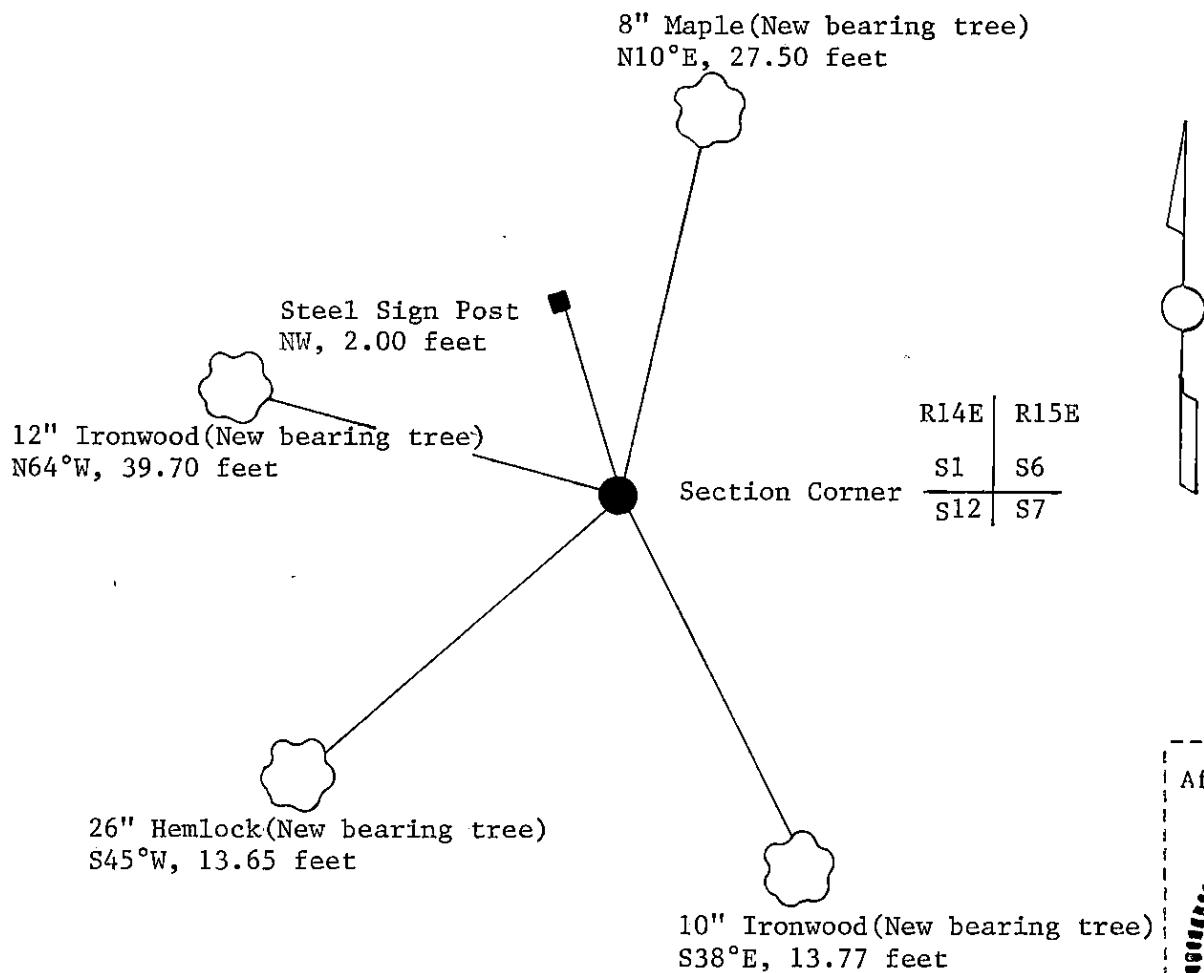 8" Maple(New bearing tree)
N10°E, 27.50 feet
Steel Sign Post
NW, 2.00 feet
12" Ironwood(New bearing tree)
N64°W, 39.70 feet
R14E R15E
S1 S6
Section Corner
S12 S7
26" Hemlock(New bearing tree)
S45°W, 13.65 feet
10" Ironwood(New bearing tree)
S38°E, 13.77 feet